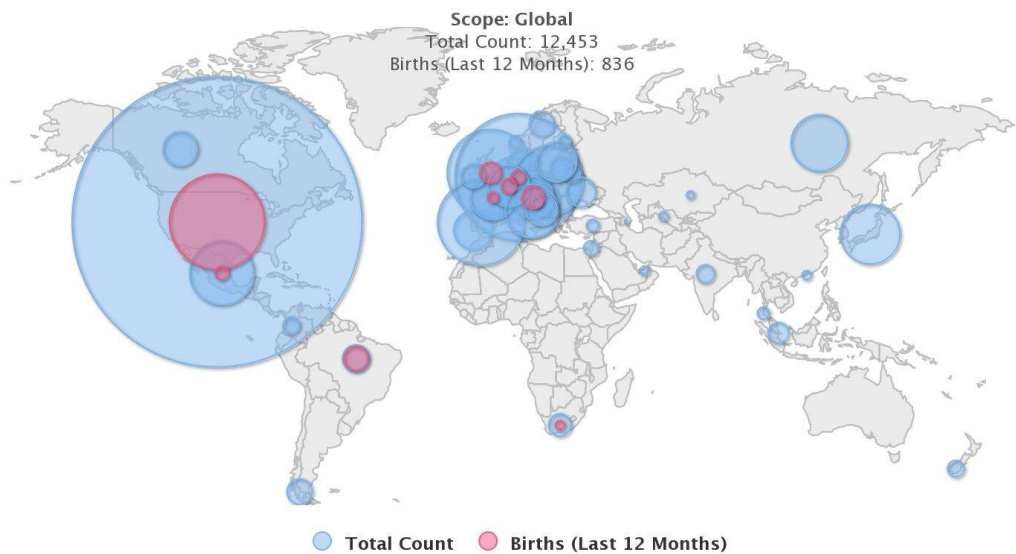 Scope: Global
Total Count: 12,453
Births (Last 12 Months): 836
Total Count Births (Last 12 Months)